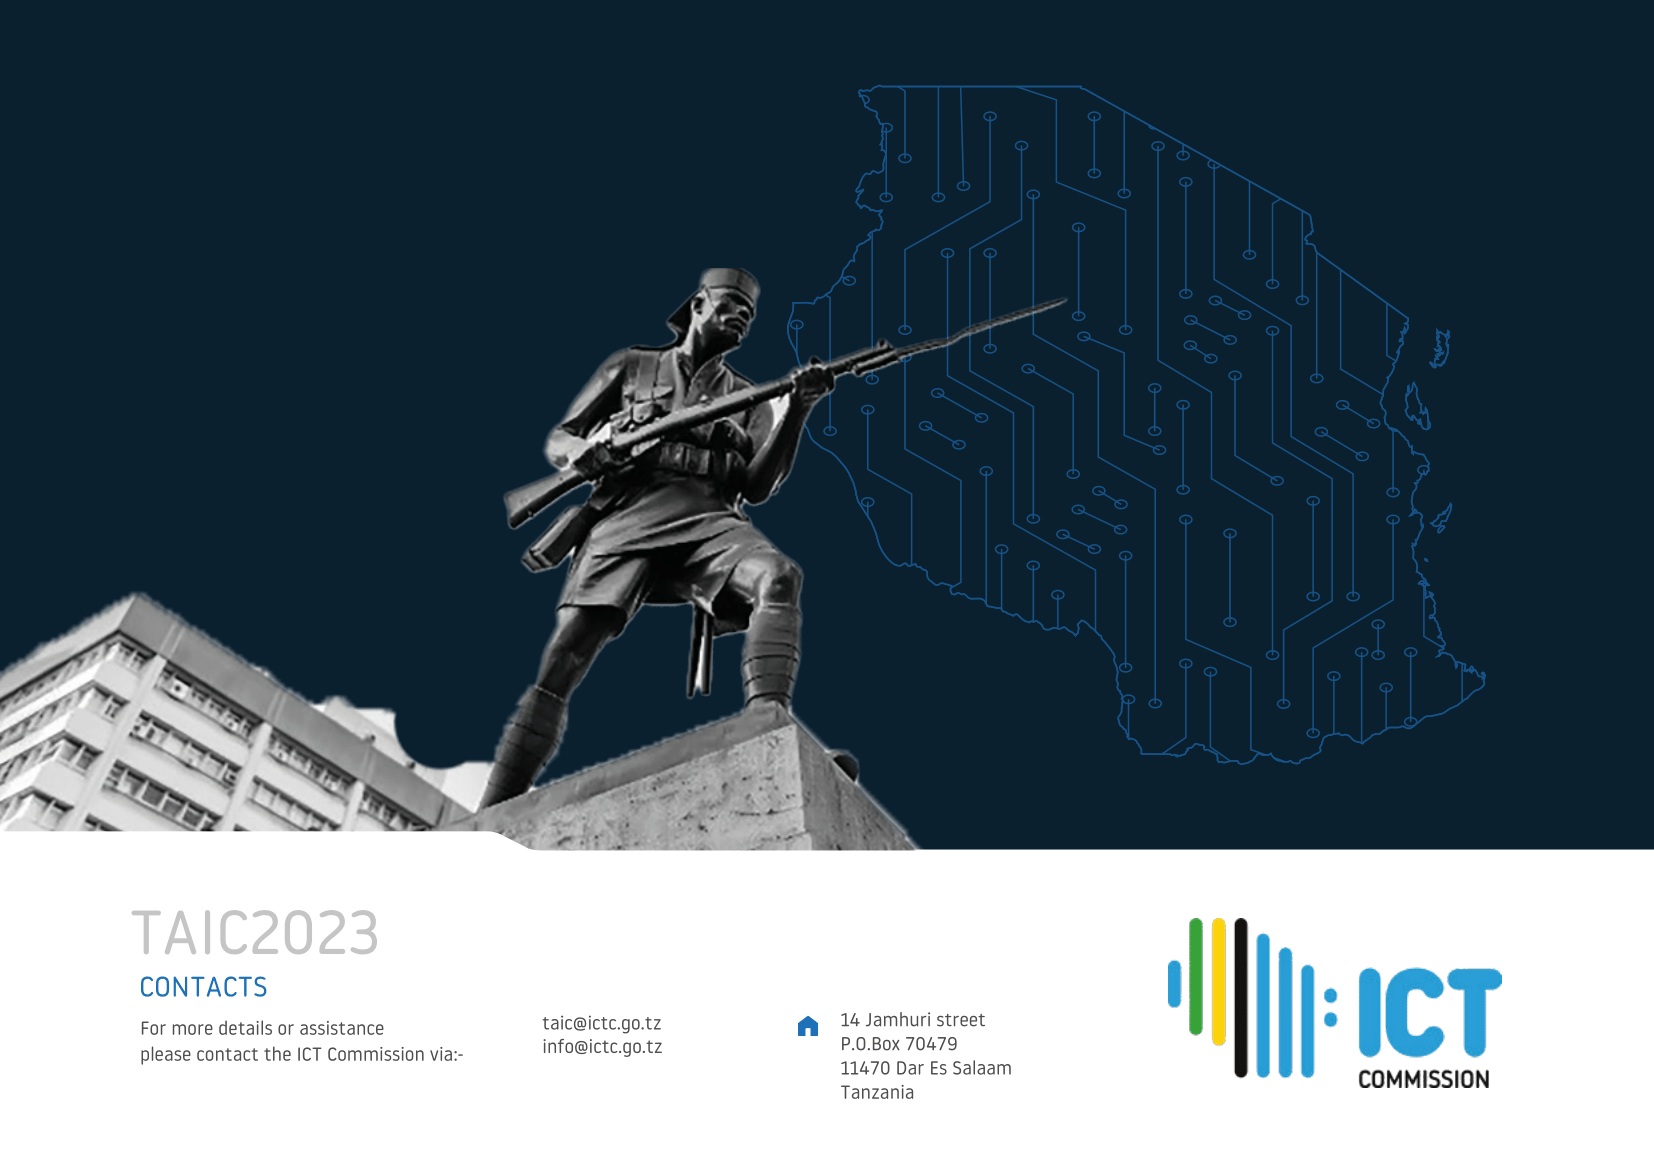 TAIC2023
CONTACTS
For more details or assistance
please contact the ICT Commission via:-
taic@ictc.go.tz
info@ictc.go.tz
14 Jamhuri street
P.O.Box 70479
11470 Dar Es Salaam
Tanzania
ICT
COMMISSION